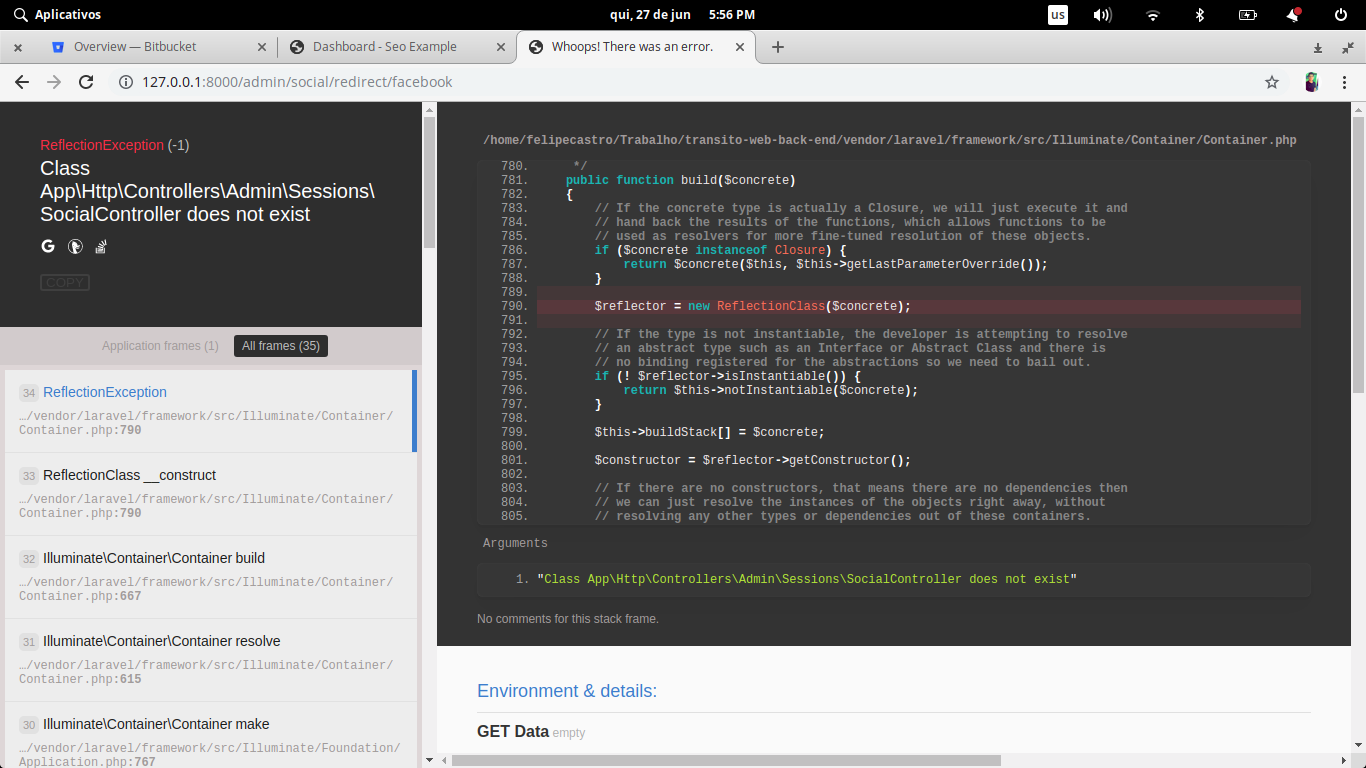 Aplicativos
qui, 27 de jun 5:56 PM
us
Overview — Bitbucket
Dashboard - Seo Example
Whoops! There was an error.
127.0.0.1:8000/admin/social/redirect/facebook
ReflectionException (-1)
Class
App\Http\Controllers\Admin\Sessions\
SocialController does not exist
COPY
Application frames (1)
All frames (35)
34 ReflectionException
…/vendor/laravel/framework/src/Illuminate/Container/
Container.php:790
33 ReflectionClass __construct
…/vendor/laravel/framework/src/Illuminate/Container/
Container.php:790
32 Illuminate\Container\Container build
…/vendor/laravel/framework/src/Illuminate/Container/
Container.php:667
31 Illuminate\Container\Container resolve
…/vendor/laravel/framework/src/Illuminate/Container/
Container.php:615
30 Illuminate\Container\Container make
…/vendor/laravel/framework/src/Illuminate/Foundation/
Application.php:767
/home/felipecastro/Trabalho/transito-web-back-end/vendor/laravel/framework/src/Illuminate/Container/Container.php
780. */
781. public function build($concrete)
782. {
783. // If the concrete type is actually a Closure, we will just execute it and
784. // hand back the results of the functions, which allows functions to be
785. // used as resolvers for more fine-tuned resolution of these objects.
786. if ($concrete instanceof Closure) {
787. return $concrete($this, $this->getLastParameterOverride());
788. }
789.
790. $reflector = new ReflectionClass($concrete);
791.
792. // If the type is not instantiable, the developer is attempting to resolve
793. // an abstract type such as an Interface or Abstract Class and there is
794. // no binding registered for the abstractions so we need to bail out.
795. if (! $reflector->isInstantiable()) {
796. return $this->notInstantiable($concrete);
797. }
798.
799. $this->buildStack[] = $concrete;
800.
801. $constructor = $reflector->getConstructor();
802.
803. // If there are no constructors, that means there are no dependencies then
804. // we can just resolve the instances of the objects right away, without
805. // resolving any other types or dependencies out of these containers.
Arguments
1. "Class App\Http\Controllers\Admin\Sessions\SocialController does not exist"
No comments for this stack frame.
Environment & details:
GET Data empty